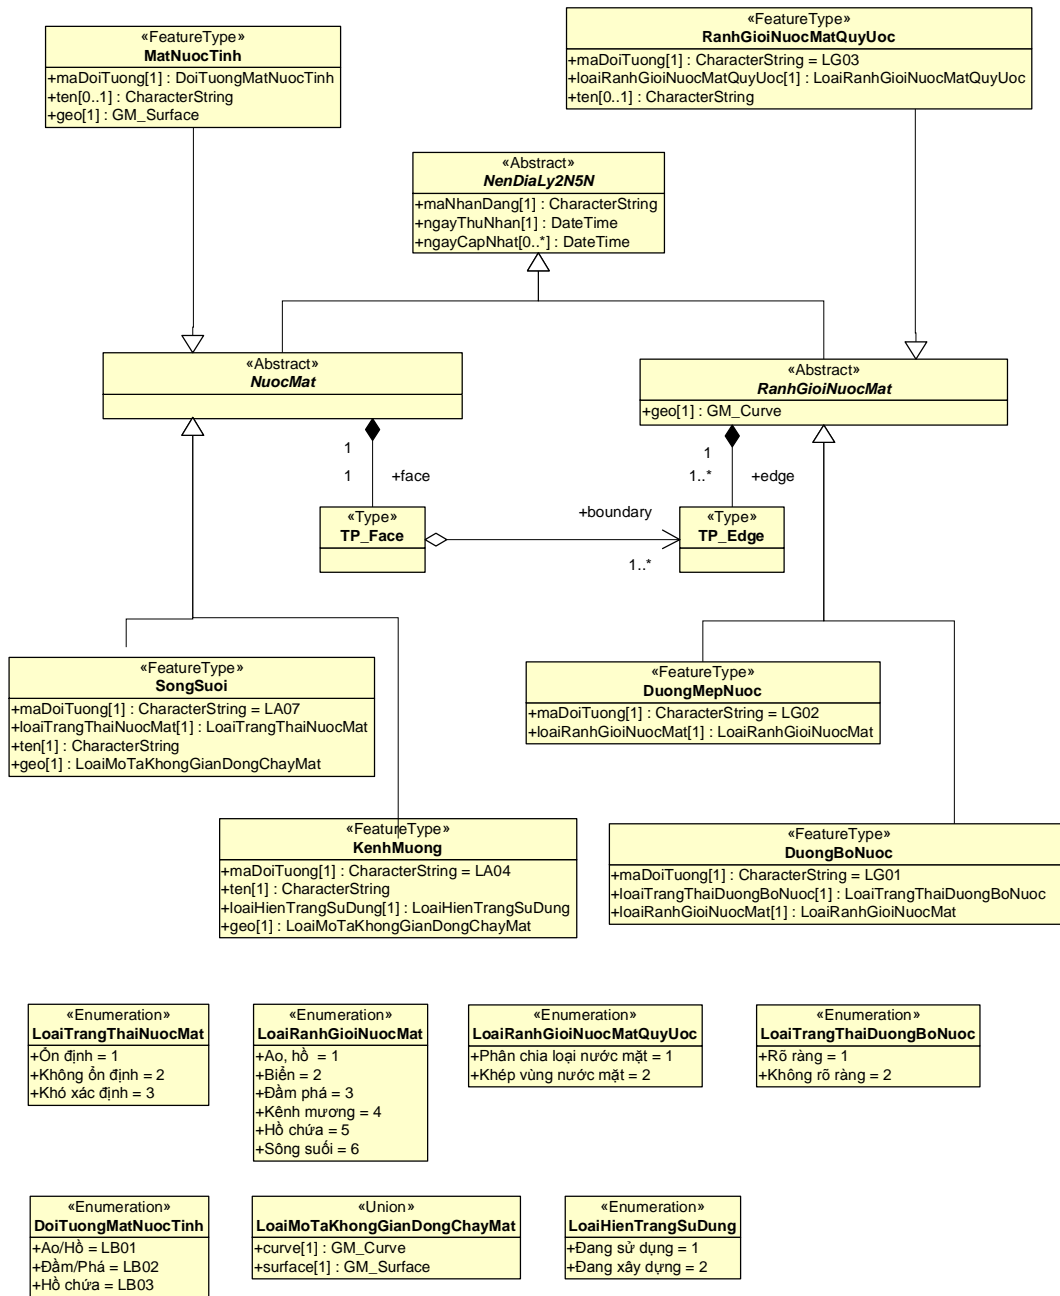 «FeatureType»
MatNuocTinh
+maDoiTuong[1] : DoiTuongMatNuocTinh
+ten[0..1] : CharacterString
+geo[1] : GM_Surface
«FeatureType»
RanhGioiNuocMatQuyUoc
+maDoiTuong[1] : CharacterString = LG03
+loaiRanhGioiNuocMatQuyUoc[1] : LoaiRanhGioiNuocMatQuyUoc
+ten[0..1] : CharacterString
«Abstract»
NenDiaLy2N5N
+maNhanDang[1] : CharacterString
+ngayThuNhan[1] : DateTime
+ngayCapNhat[0..*] : DateTime
«Abstract»
NuocMat
«Abstract»
RanhGioiNuocMat
+geo[1] : GM_Curve
1
1
+face
1
1..*
+edge
«Type»
TP_Face
+boundary
1..*
«Type»
TP_Edge
«FeatureType»
SongSuoi
+maDoiTuong[1] : CharacterString = LA07
+loaiTrangThaiNuocMat[1] : LoaiTrangThaiNuocMat
+ten[1] : CharacterString
+geo[1] : LoaiMoTaKhongGianDongChayMat
«FeatureType»
DuongMepNuoc
+maDoiTuong[1] : CharacterString = LG02
+loaiRanhGioiNuocMat[1] : LoaiRanhGioiNuocMat
«FeatureType»
KenhMuong
+maDoiTuong[1] : CharacterString = LA04
+ten[1] : CharacterString
+loaiHienTrangSuDung[1] : LoaiHienTrangSuDung
+geo[1] : LoaiMoTaKhongGianDongChayMat
«FeatureType»
DuongBoNuoc
+maDoiTuong[1] : CharacterString = LG01
+loaiTrangThaiDuongBoNuoc[1] : LoaiTrangThaiDuongBoNuoc
+loaiRanhGioiNuocMat[1] : LoaiRanhGioiNuocMat
«Enumeration»
LoaiTrangThaiNuocMat
+Ổn định = 1
+Không ổn định = 2
+Khó xác định = 3
«Enumeration»
LoaiRanhGioiNuocMat
+Ao, hồ = 1
+Biển = 2
+Đầm phá = 3
+Kênh mương = 4
+Hồ chứa = 5
+Sông suối = 6
«Enumeration»
LoaiRanhGioiNuocMatQuyUoc
+Phân chia loại nước mặt = 1
+Khép vùng nước mặt = 2
«Enumeration»
LoaiTrangThaiDuongBoNuoc
+Rõ ràng = 1
+Không rõ ràng = 2
«Enumeration»
DoiTuongMatNuocTinh
+Ao/Hồ = LB01
+Đầm/Phá = LB02
+Hồ chứa = LB03
«Union»
LoaiMoTaKhongGianDongChayMat
+curve[1] : GM_Curve
+surface[1] : GM_Surface
«Enumeration»
LoaiHienTrangSuDung
+Đang sử dụng = 1
+Đang xây dựng = 2